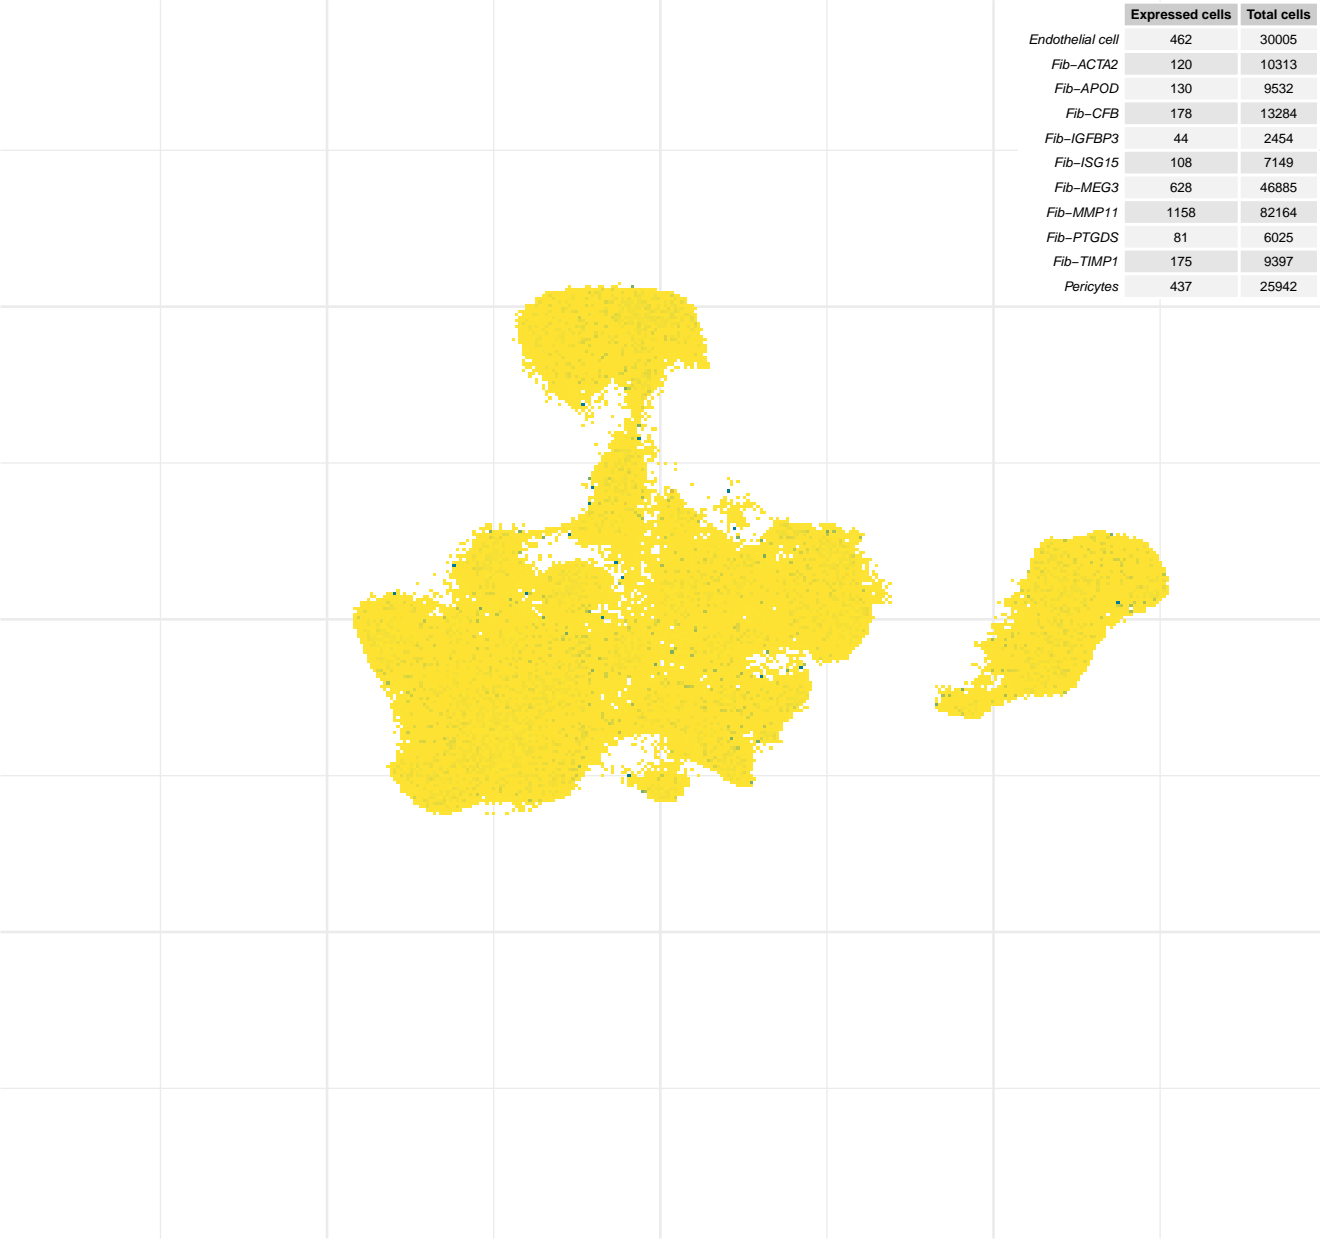 Expressed cells Total cells
Endothelial cell 462 30005
Fib−ACTA2 120 10313
Fib−APOD 130 9532
Fib−CFB 178 13284
Fib−IGFBP3 44 2454
Fib−ISG15 108 7149
Fib−MEG3 628 46885
Fib−MMP11 1158 82164
Fib−PTGDS 81 6025
Fib−TIMP1 175 9397
Pericytes 437 25942